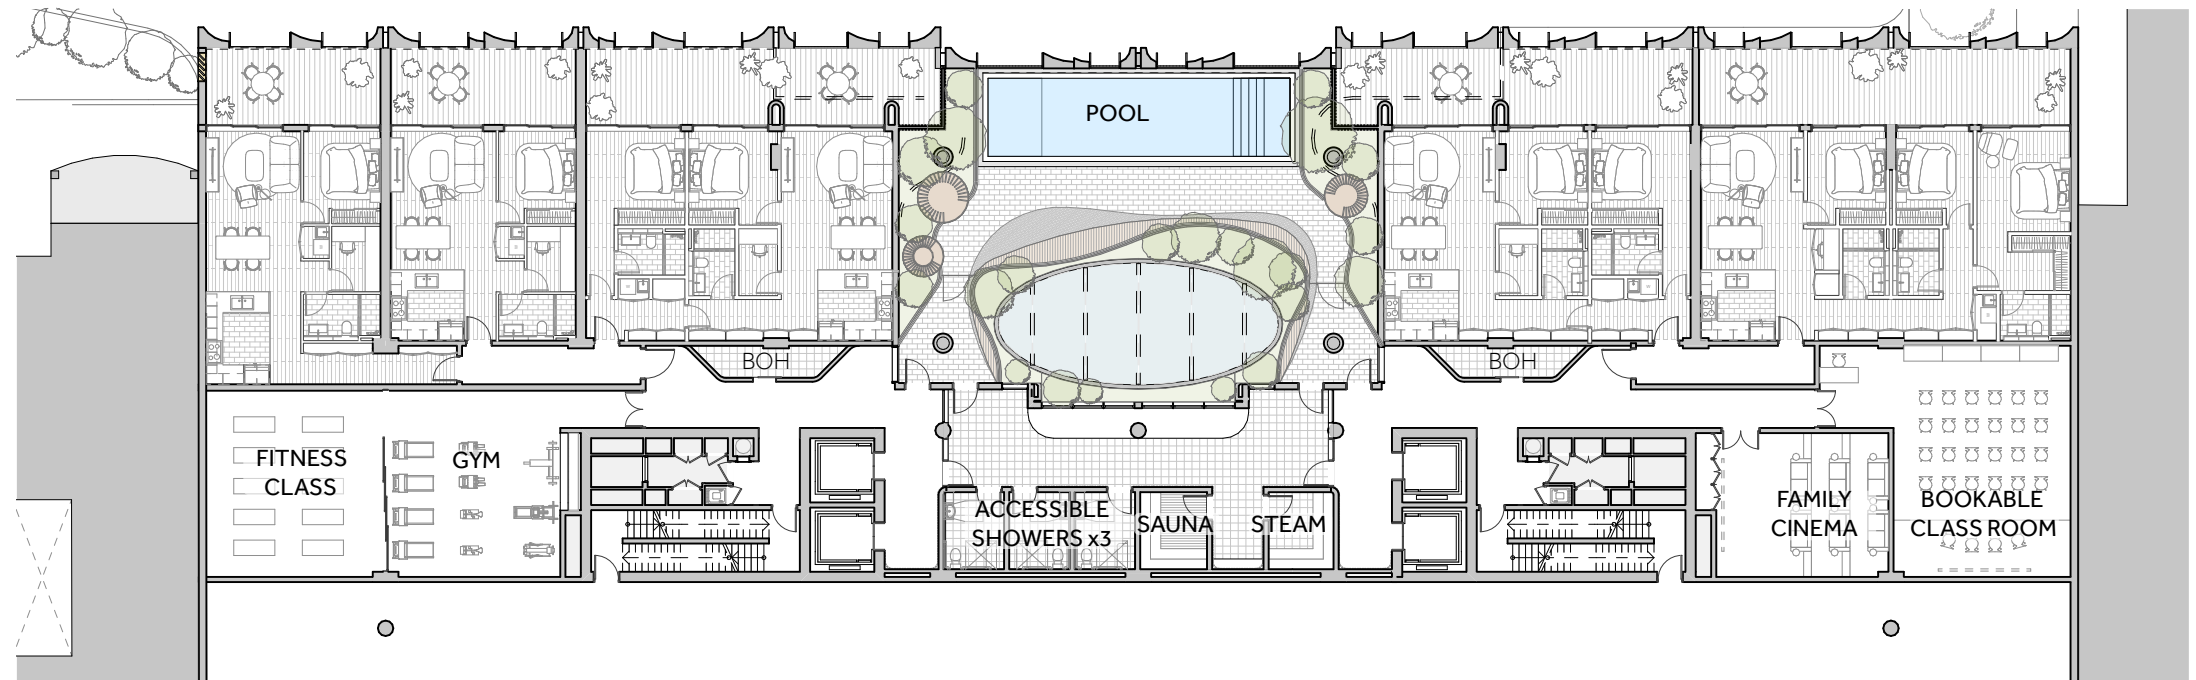 POOL
BOH
BOH
FITNESS
CLASS
GYM
ACCESSIBLE
SHOWERS x3
SAUNA
STEAM
FAMILY
CINEMA
BOOKABLE
CLASS ROOM